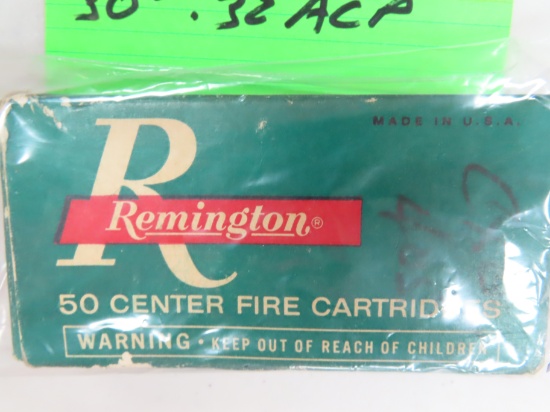 .32 ACP
MADE IN U.S.A.
R
Remington®
50 CENTER FIRE CARTRIDGES
WARNING • KEEP OUT OF REACH OF CHILDREN